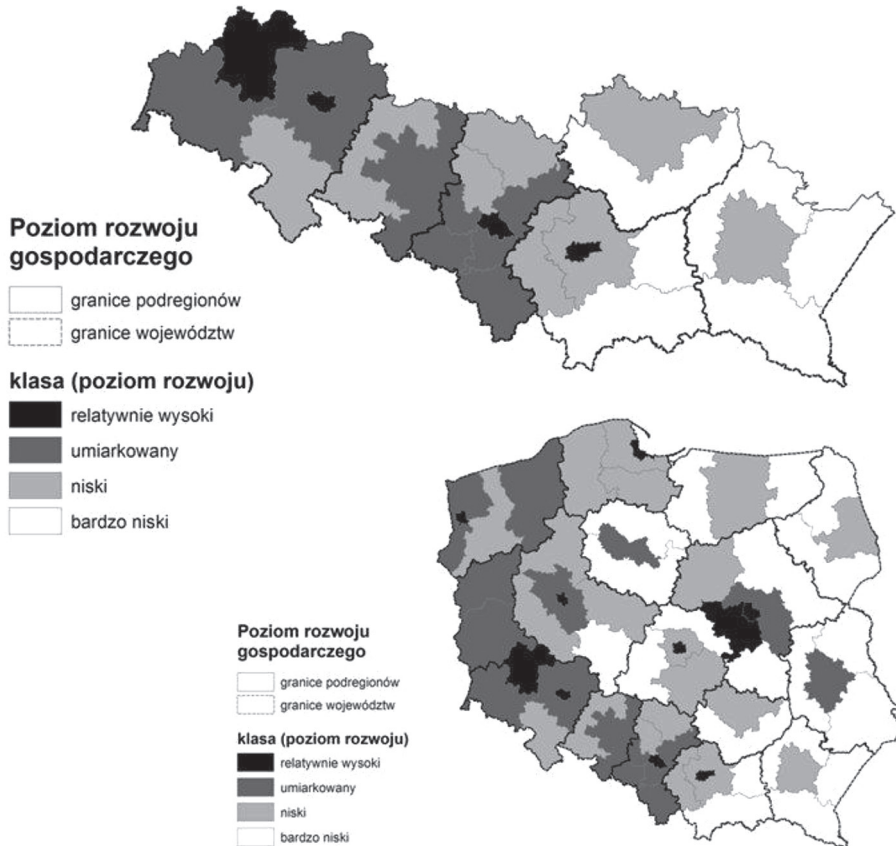 Poziom rozwoju
gospodarczego
granice podregionów
granice województw
klasa (poziom rozwoju)
relatywnie wysoki
umiarkowany
niski
bardzo niski
Poziom rozwoju
gospodarczego
granice podregionów
granice województw
klasa (poziom rozwoju)
relatywnie wysoki
umiarkowany
niski
bardzo niski